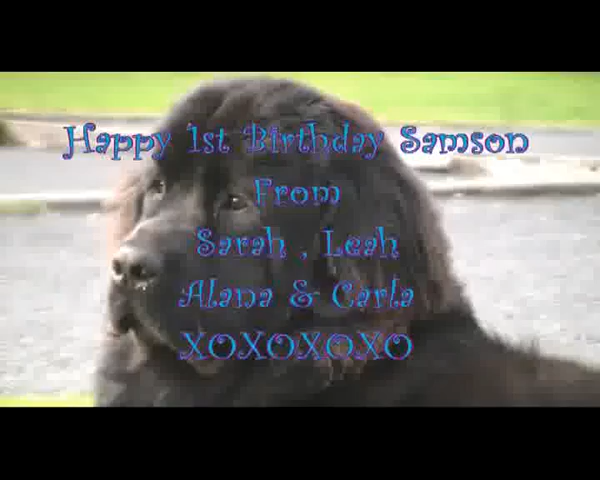 Happy 1st Birthday Samson
From
Sarah , Leah
Alana & Carla
XOXOXOXO